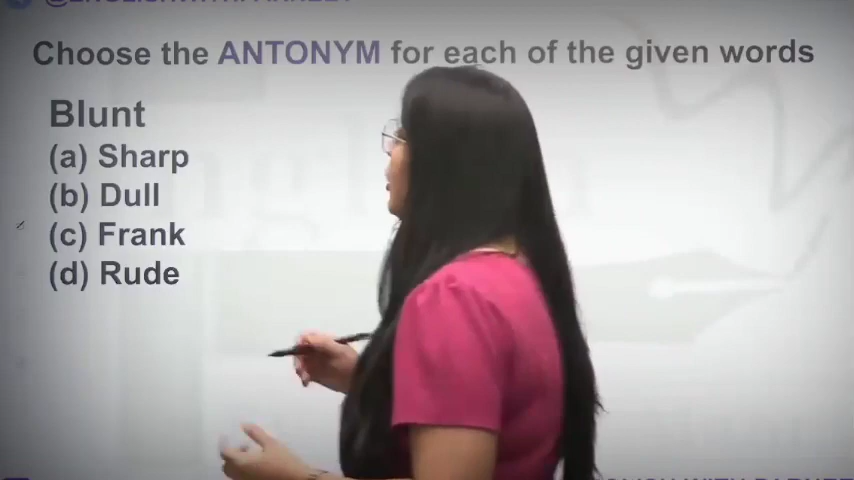 Choose the ANTONYM for each of the given words
Blunt
(a) Sharp
(b) Dull
(c) Frank
(d) Rude